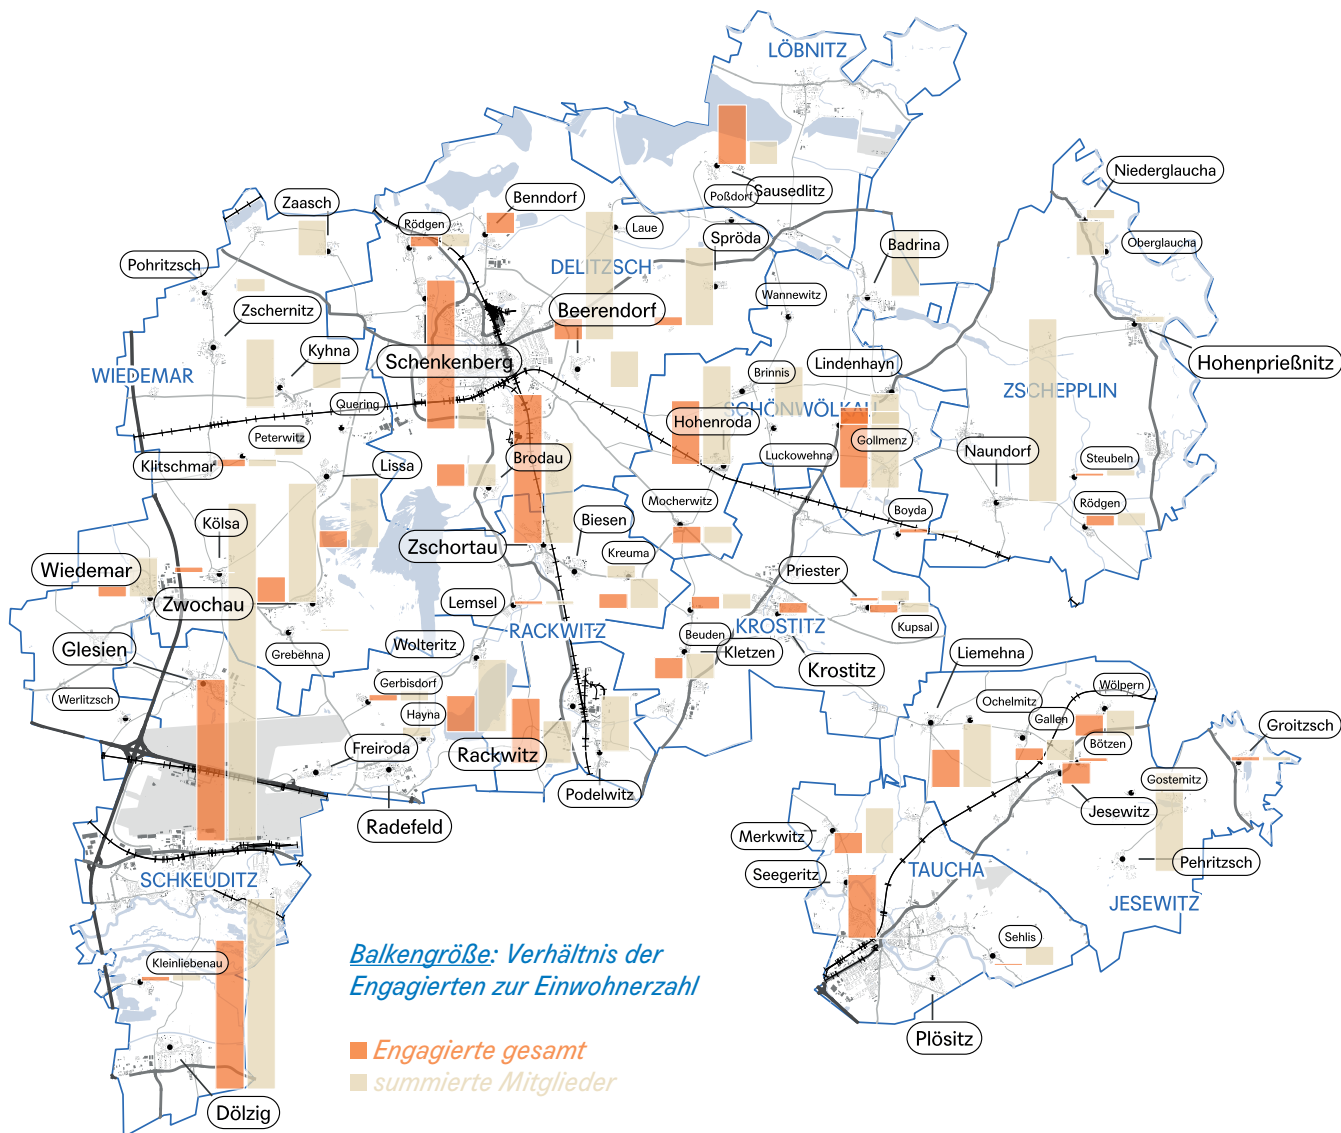 LÖBNITZ
Niederglaucha
Benndorf
Poßdorf
Sausedlitz
Zaasch
Rödgen
Laue
Spröda
Badrina
Oberglaucha
Pohritzsch
DELITZSCH
Wannewitz
Zschernitz
Beerendorf
Kyhna
Schenkenberg
Lindenhayn
Hohenprießnitz
WIEDEMAR
Brinnis
ZSCHEPPLIN
Quering
SCHÖNWÖLKAU
Hohenroda
Peterwitz
Gollmenz
Naundorf
Klitschmar
Lissa
Brodau
Luckowehna
Steubeln
Mocherwitz
Rödgen
Kölsa
Biesen
Boyda
Zschortau
Kreuma
Wiedemar
Priester
Zwochau
Lemsel
RACKWITZ
KROSTITZ
Kupsal
Glesien
Grebehna
Wolteritz
Beuden
Kletzen
Liemehna
Krostitz
Werlitzsch
Gerbisdorf
Ochelmitz
Wölpern
Hayna
Gallen
Groitzsch
Freiroda
Rackwitz
Bötzen
Gostemitz
Podelwitz
Radefeld
Jesewitz
Merkwitz
Pehritzsch
SCHKEUDITZ
Seegeritz
TAUCHA
JESEWITZ
Sehlis
Kleinliebenau
Balkengröße: Verhältnis der
Engagierten zur Einwohnerzahl
Plösitz
Engagierte gesamt
summierte Mitglieder
Dölzig